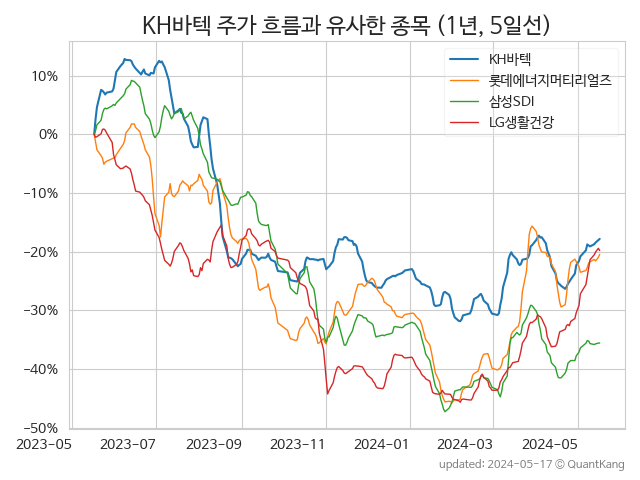 KH바텍 주가 흐름과 유사한 종목 (1년, 5일선)
KH바텍
롯데에너지머티리얼즈
삼성SDI
LG생활건강
10%
0%
−10%
−20%
−30%
−40%
−50%
2023-05 2023-07 2023-09 2023-11 2024-01 2024-03 2024-05
updated: 2024-05-17 © QuantKang